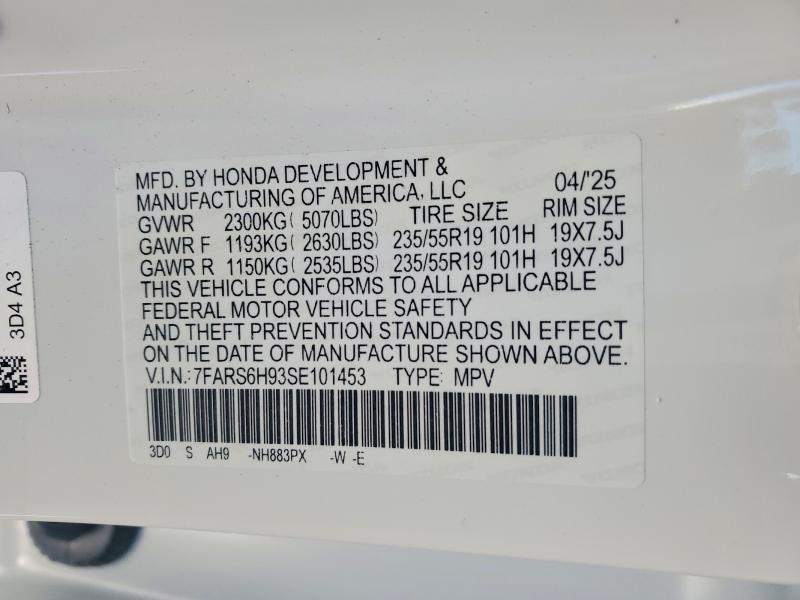 MFD. BY HONDA DEVELOPMENT &
MANUFACTURING OF AMERICA, LLC 04/'25
GVWR 2300KG( 5070LBS) TIRE SIZE RIM SIZE
GAWR F 1193KG( 2630LBS) 235/55R19 101H 19X7.5J
GAWR R 1150KG( 2535LBS) 235/55R19 101H 19X7.5J
THIS VEHICLE CONFORMS TO ALL APPLICABLE
FEDERAL MOTOR VEHICLE SAFETY
AND THEFT PREVENTION STANDARDS IN EFFECT
ON THE DATE OF MANUFACTURE SHOWN ABOVE.
V.I.N.:7FARS6H93SE101453 TYPE: MPV
3D0 S AH9 -NH883PX -W -E
3D4 A3